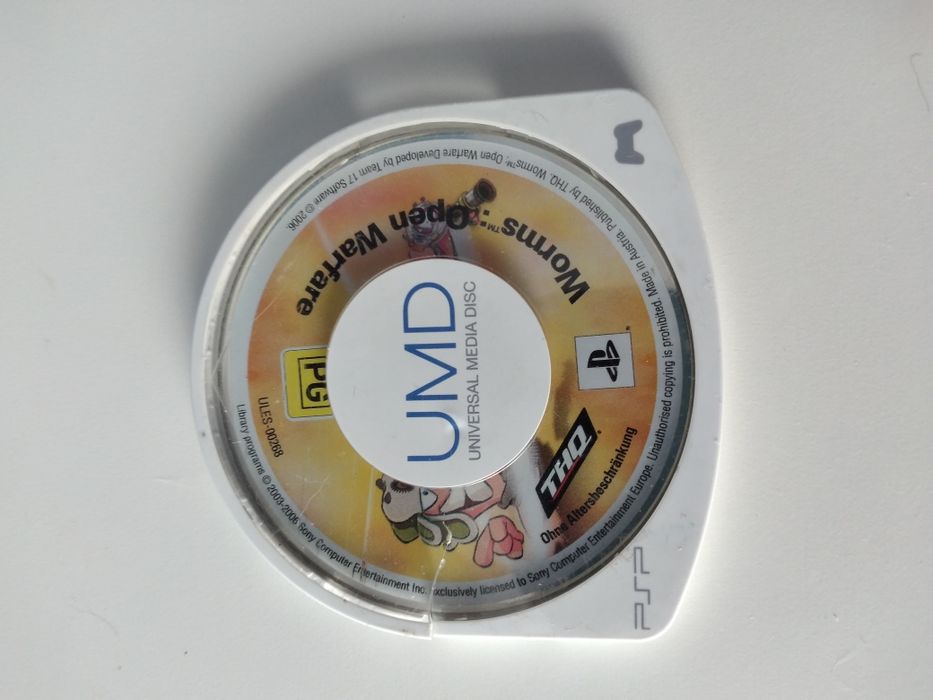 Worms™: Open Warfare
UMD
UNIVERSAL MEDIA DISC
PG
ULES-00268
THQ
Ohne Altersbeschränkung
Library programs © 2003-2006 Sony Computer Entertainment Inc. exclusively licensed to Sony Computer Entertainment Europe. Unauthorised copying is prohibited. Made in Austria. Published by THQ. Worms™: Open Warfare Developed by Team 17 Software © 2006.
PSP